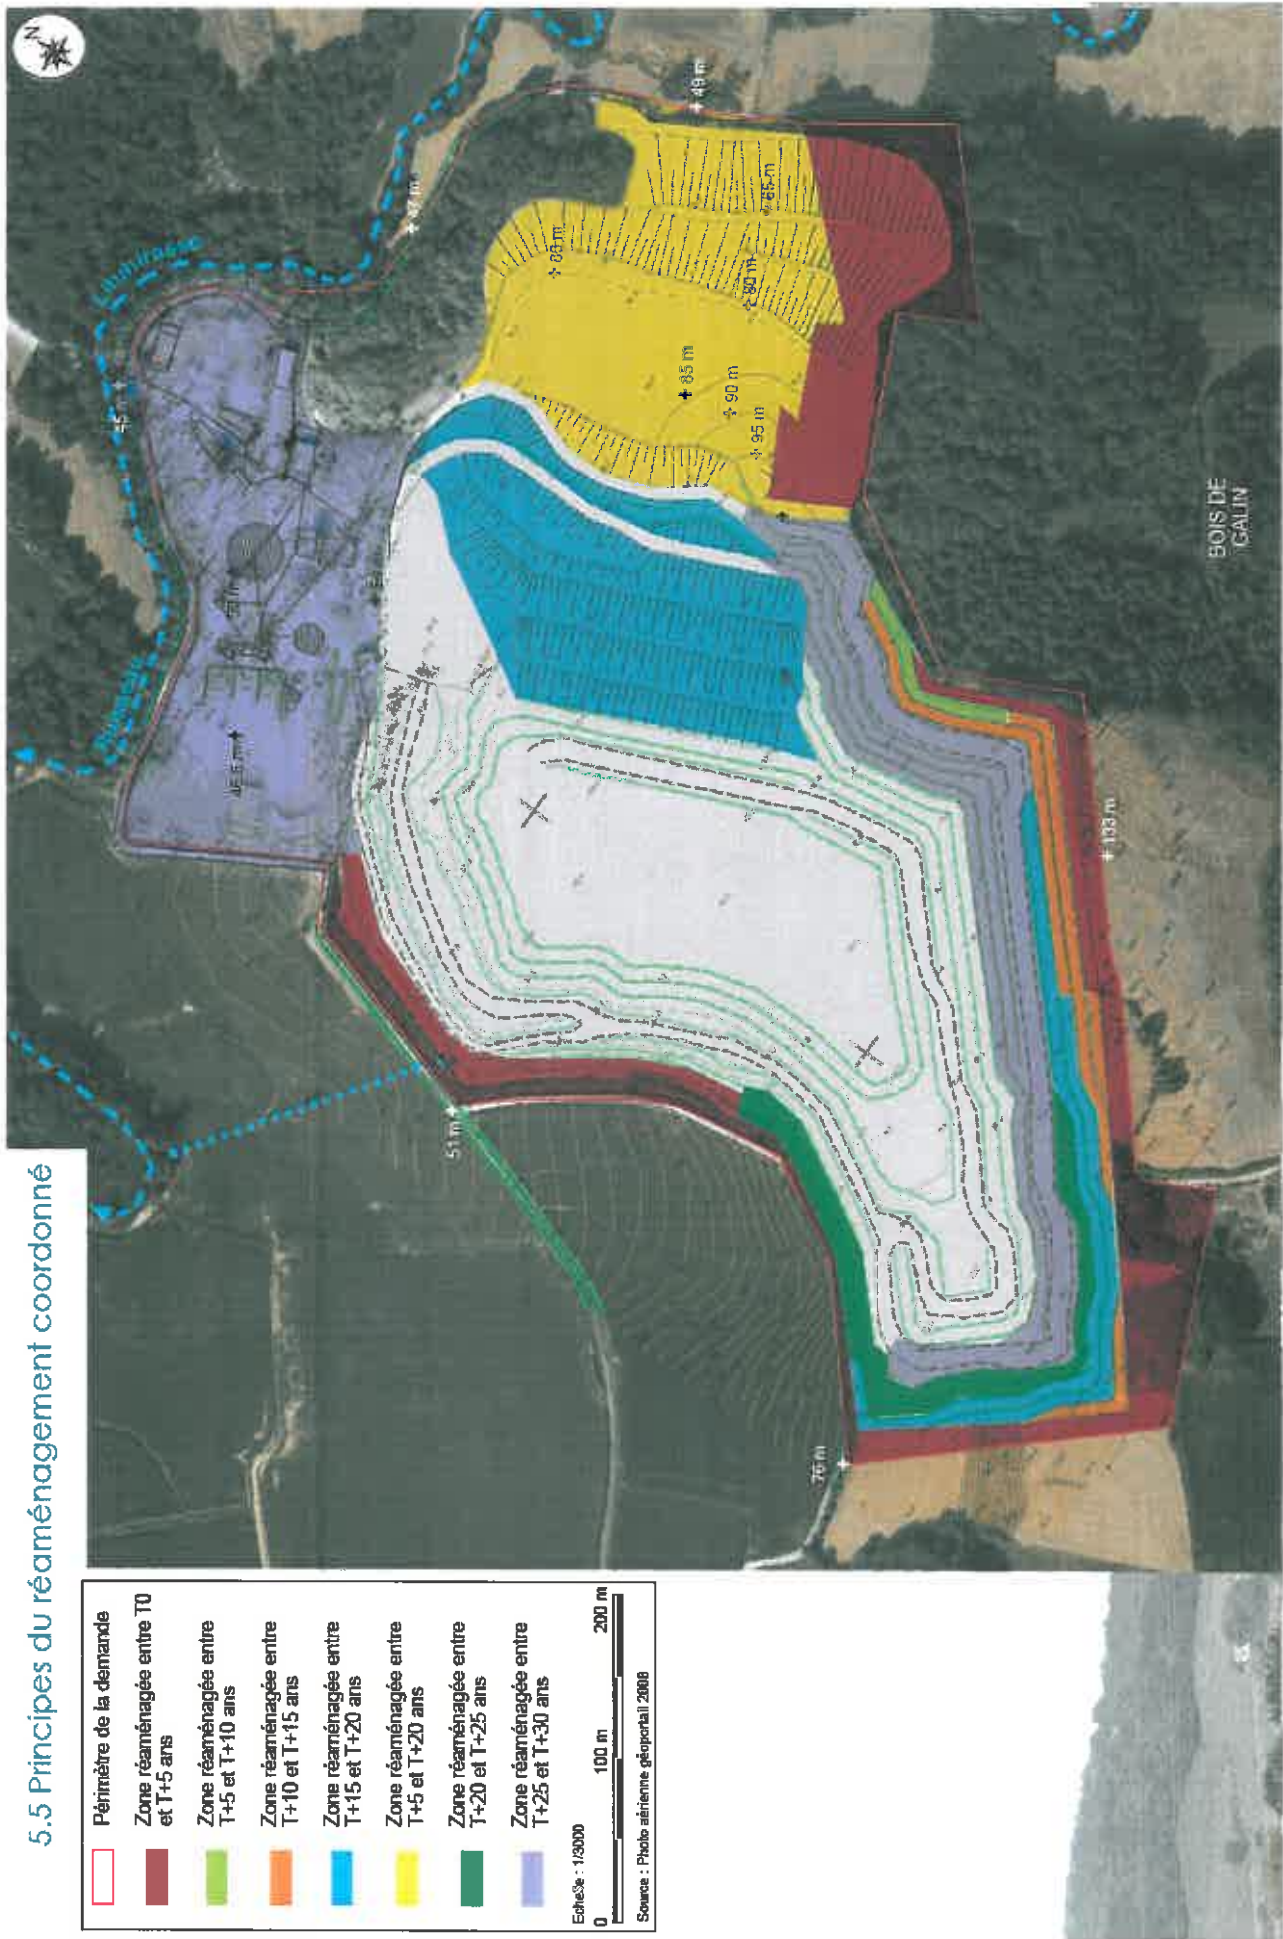 5.5 Principes du réaménagement coordonné
N
Périmètre de la demande
Zone réaménagée entre T0
et T+5 ans
Zone réaménagée entre
T+5 et T+10 ans
Zone réaménagée entre
T+10 et T+15 ans
Zone réaménagée entre
T+15 et T+20 ans
Zone réaménagée entre
T+5 et T+20 ans
Zone réaménagée entre
T+20 et T+25 ans
Zone réaménagée entre
T+25 et T+30 ans
Echelle : 1/3000
0
100 m
200 m
Source : Photo aérienne géoportail 2008
76 m
51 m
133 m
49 m
65 m
80 m
85 m
90 m
95 m
BOIS DE
GALIN